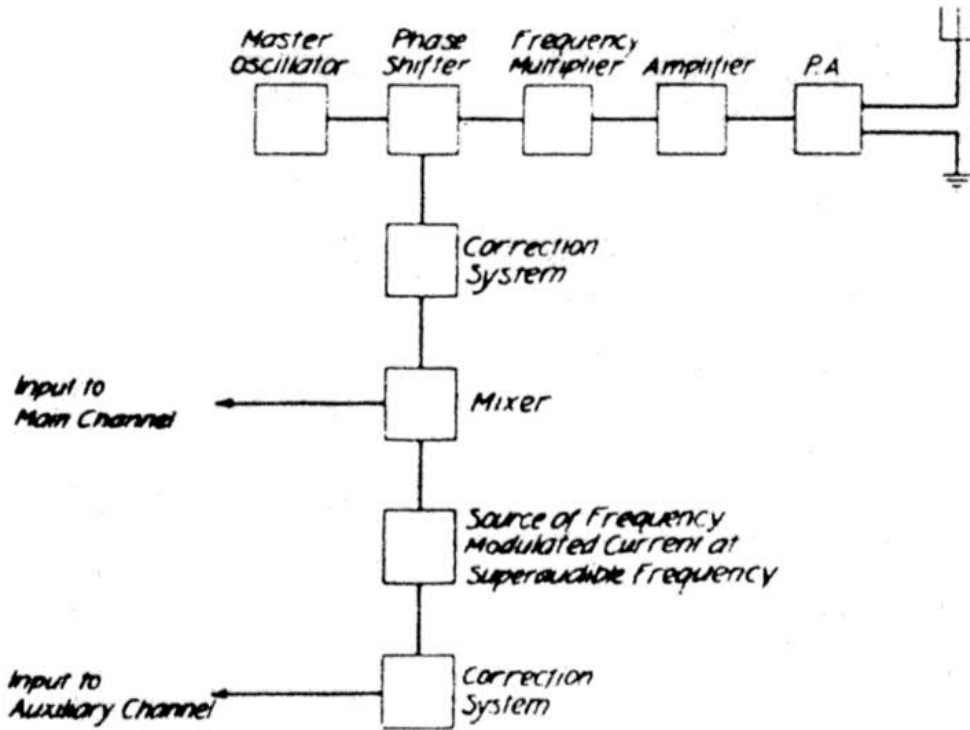 Master
Oscillator
Phase
Shifter
Frequency
Multiplier
Amplifier
P.A
Correction
System
Input to
Main Channel
Mixer
Source of Frequency
Modulated Current at
Superaudible Frequency
Input to
Auxiliary Channel
Correction
System